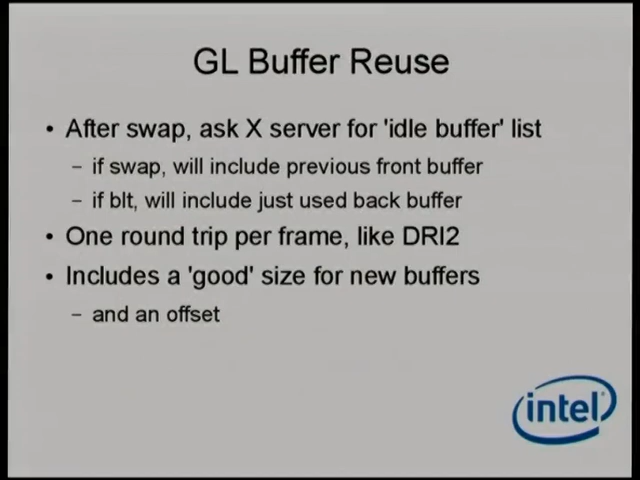 GL Buffer Reuse
• After swap, ask X server for 'idle buffer' list
– if swap, will include previous front buffer
– if blt, will include just used back buffer
• One round trip per frame, like DRI2
• Includes a 'good' size for new buffers
– and an offset
intel